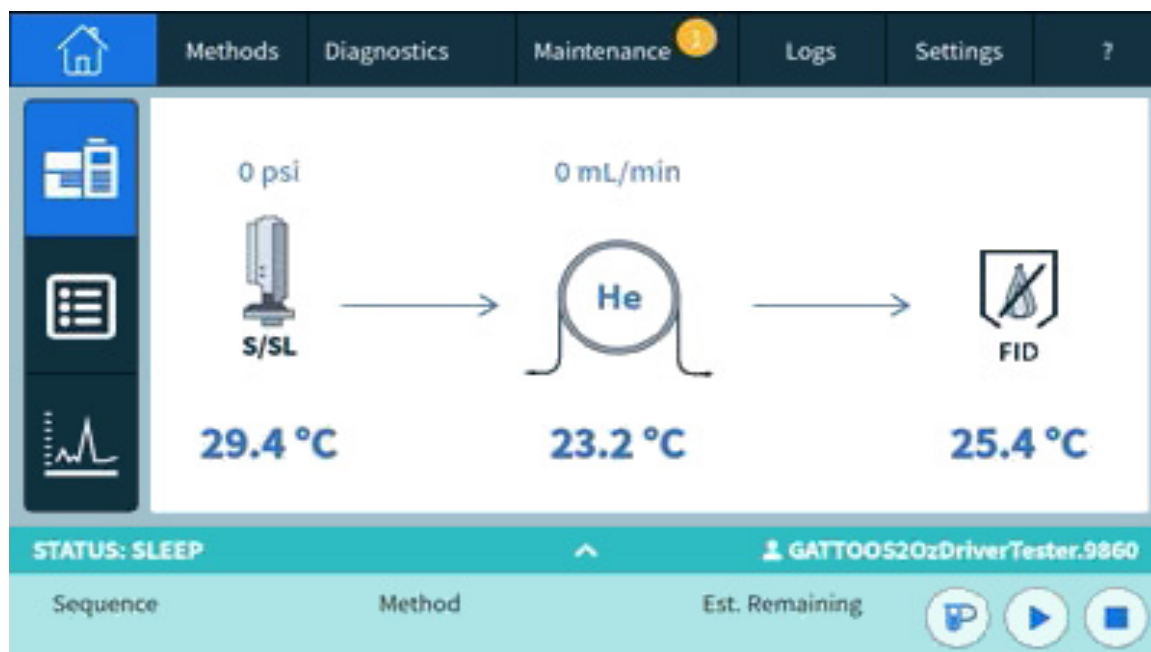 Methods Diagnostics Maintenance 1 Logs Settings ?
0 psi 0 mL/min
He
S/SL FID
29.4 °C 23.2 °C 25.4 °C
STATUS: SLEEP GATTOOS2OzDriverTester.9860
Sequence Method Est. Remaining